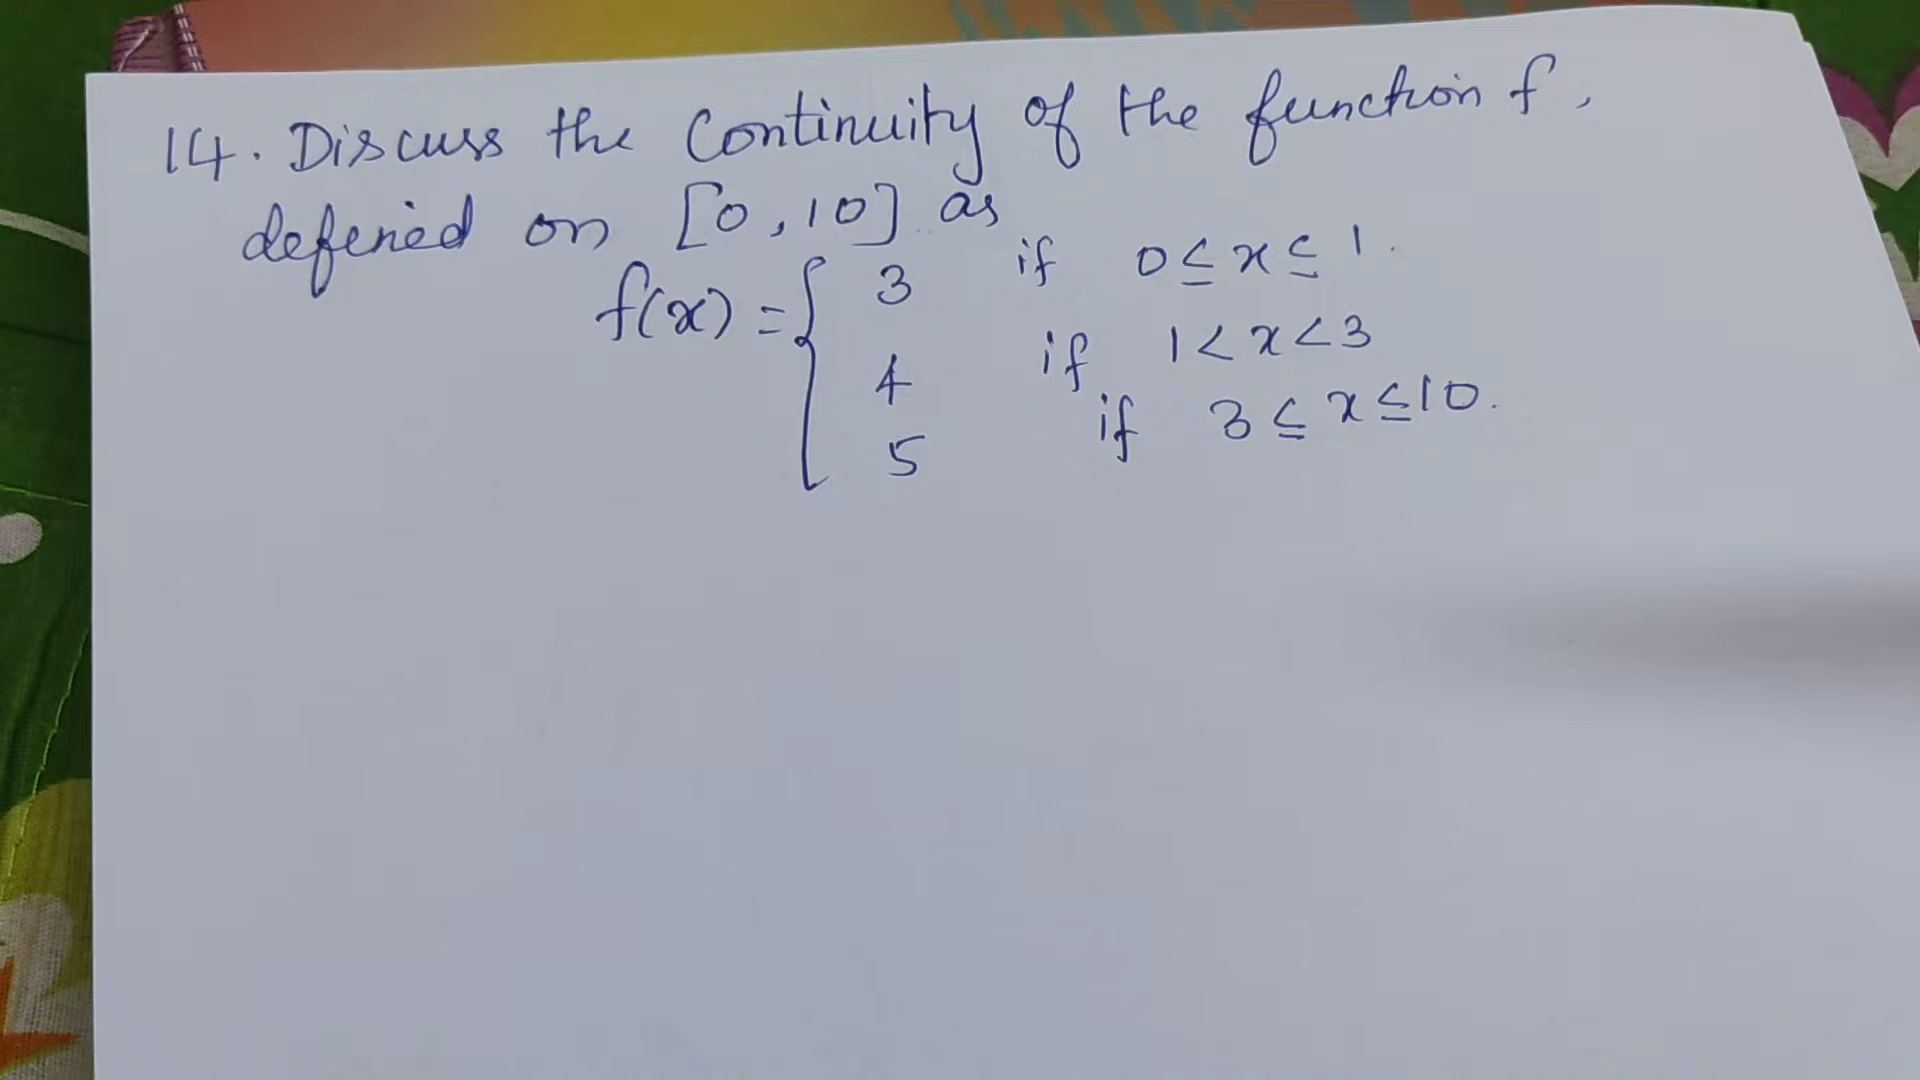 14. Discuss the Continuity of the function f,
defined on [0,10] as
f(x) = { 3 if 0 ≤ x ≤ 1.
4 if 1 < x < 3
5 if 3 ≤ x ≤ 10.